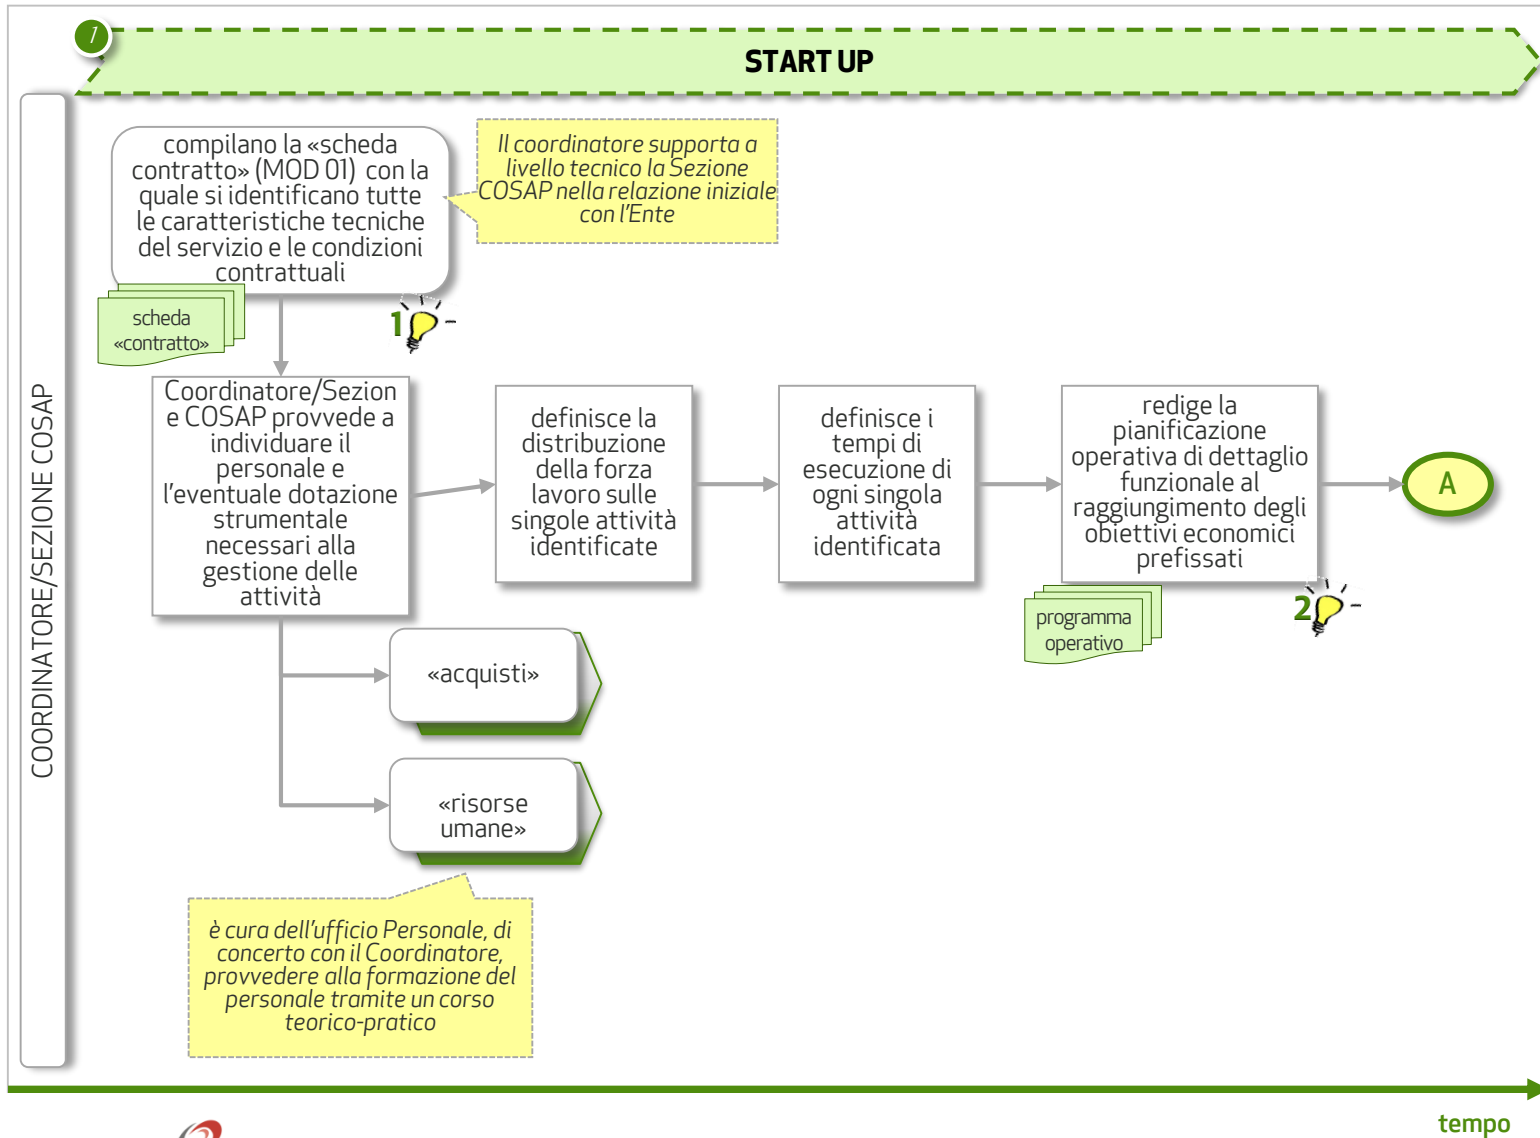 1
START UP
COORDINATORE/SEZIONE COSAP
compilano la «scheda
contratto» (MOD 01) con la
quale si identificano tutte
le caratteristiche tecniche
del servizio e le condizioni
contrattuali
Il coordinatore supporta a
livello tecnico la Sezione
COSAP nella relazione iniziale
con l'Ente
scheda
«contratto»
1
Coordinatore/Sezion
e COSAP provvede a
individuare il
personale e
l'eventuale dotazione
strumentale
necessari alla
gestione delle
attività
definisce la
distribuzione
della forza
lavoro sulle
singole attività
identificate
definisce i
tempi di
esecuzione di
ogni singola
attività
identificata
redige la
pianificazione
operativa di dettaglio
funzionale al
raggiungimento degli
obiettivi economici
prefissati
A
programma
operativo
2
«acquisti»
«risorse
umane»
è cura dell'ufficio Personale, di
concerto con il Coordinatore,
provvedere alla formazione del
personale tramite un corso
teorico-pratico
tempo